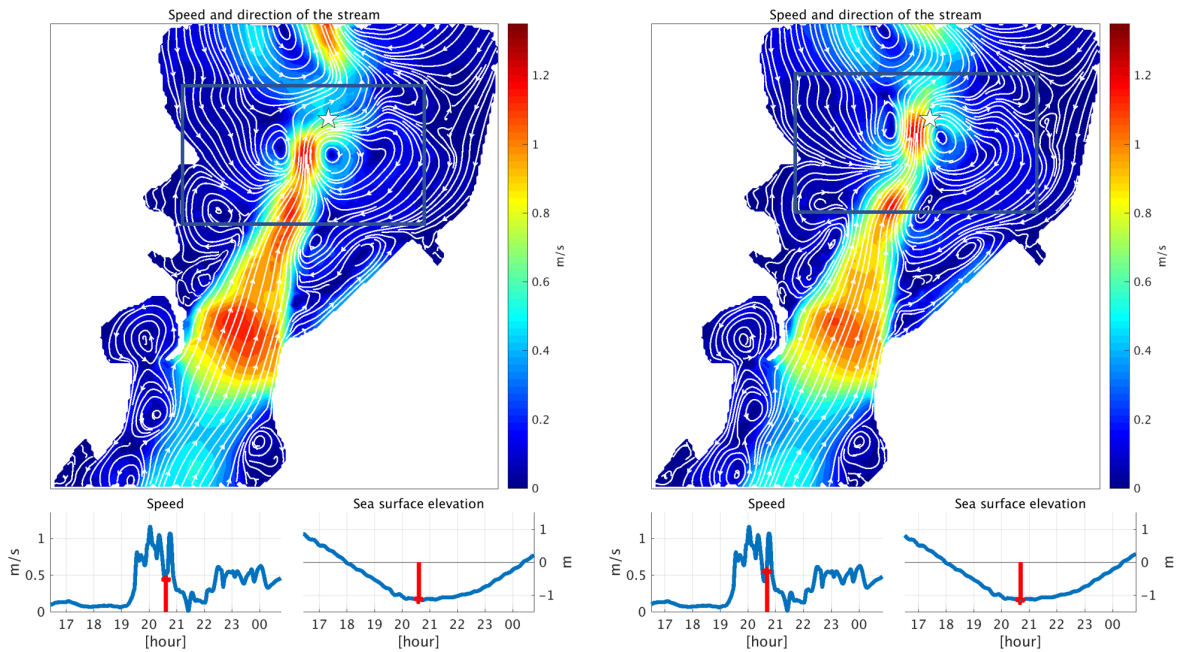 Speed and direction of the stream
1.2
1
0.8
0.6
0.4
0.2
0
m/s
Speed
1
0.5
0
m/s
17 18 19 20 21 22 23 00
[hour]
Sea surface elevation
1
0
-1
m
17 18 19 20 21 22 23 00
[hour]
Speed and direction of the stream
1.2
1
0.8
0.6
0.4
0.2
0
m/s
Speed
1
0.5
0
m/s
17 18 19 20 21 22 23 00
[hour]
Sea surface elevation
1
0
-1
m
17 18 19 20 21 22 23 00
[hour]